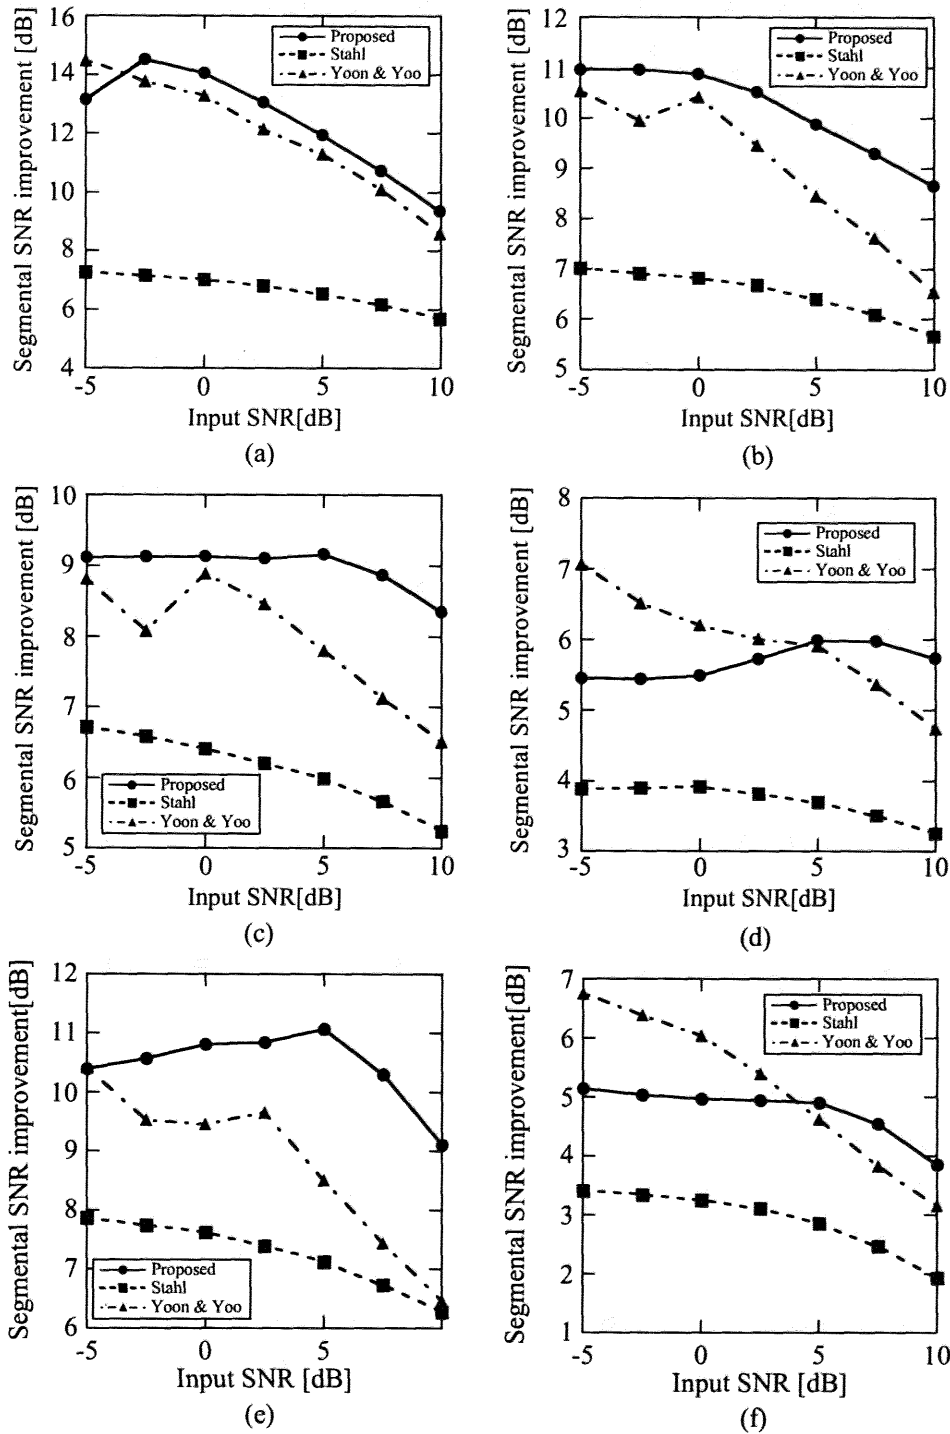 Segmental SNR improvement [dB]
16
14
12
10
8
6
4
Proposed
Stahl
Yoon & Yoo
-5
0
5
10
Input SNR[dB]
(a)
Segmental SNR improvement [dB]
12
11
10
9
8
7
6
5
Proposed
Stahl
Yoon & Yoo
-5
0
5
10
Input SNR[dB]
(b)
Segmental SNR improvement [dB]
10
9
8
7
6
5
Proposed
Stahl
Yoon & Yoo
-5
0
5
10
Input SNR[dB]
(c)
Segmental SNR improvement [dB]
8
7
6
5
4
3
Proposed
Stahl
Yoon & Yoo
-5
0
5
10
Input SNR[dB]
(d)
Segmental SNR improvement[dB]
12
11
10
9
8
7
6
Proposed
Stahl
Yoon & Yoo
-5
0
5
10
Input SNR [dB]
(e)
Segmental SNR improvement[dB]
7
6
5
4
3
2
1
Proposed
Stahl
Yoon & Yoo
-5
0
5
10
Input SNR [dB]
(f)